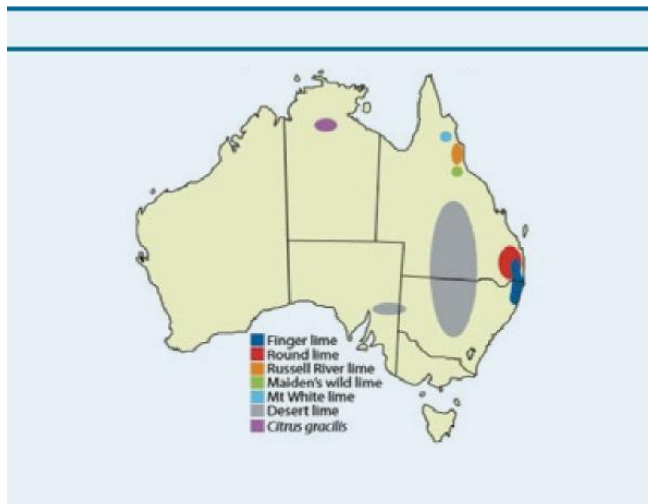 Finger lime
Round lime
Russell River lime
Maiden's wild lime
Mt White lime
Desert lime
Citrus gracilis